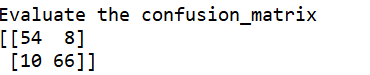 Evaluate the confusion_matrix
[[54  8]
 [10 66]]